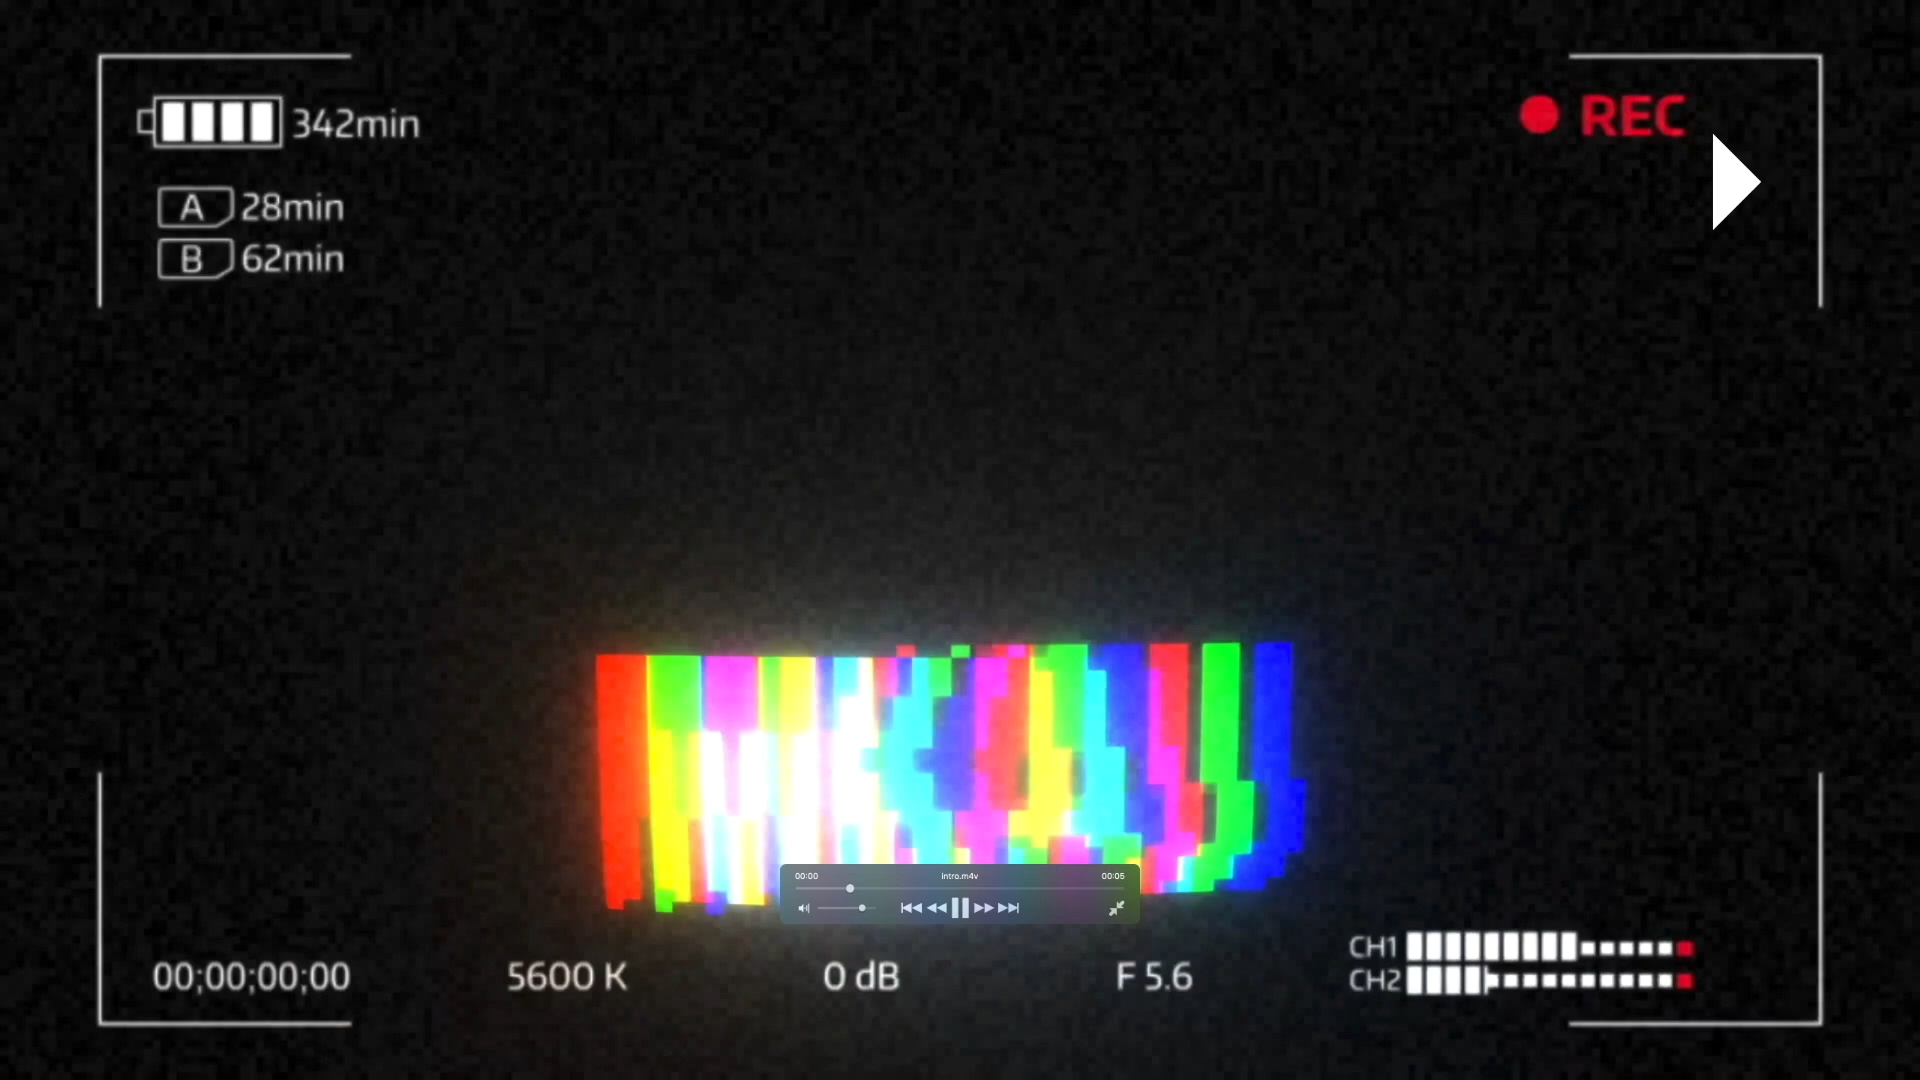 342min
REC
A 28min
B 62min
00:00 intro.m4v 00:05
CH1
CH2
00;00;00;00 5600 K 0 dB F 5.6